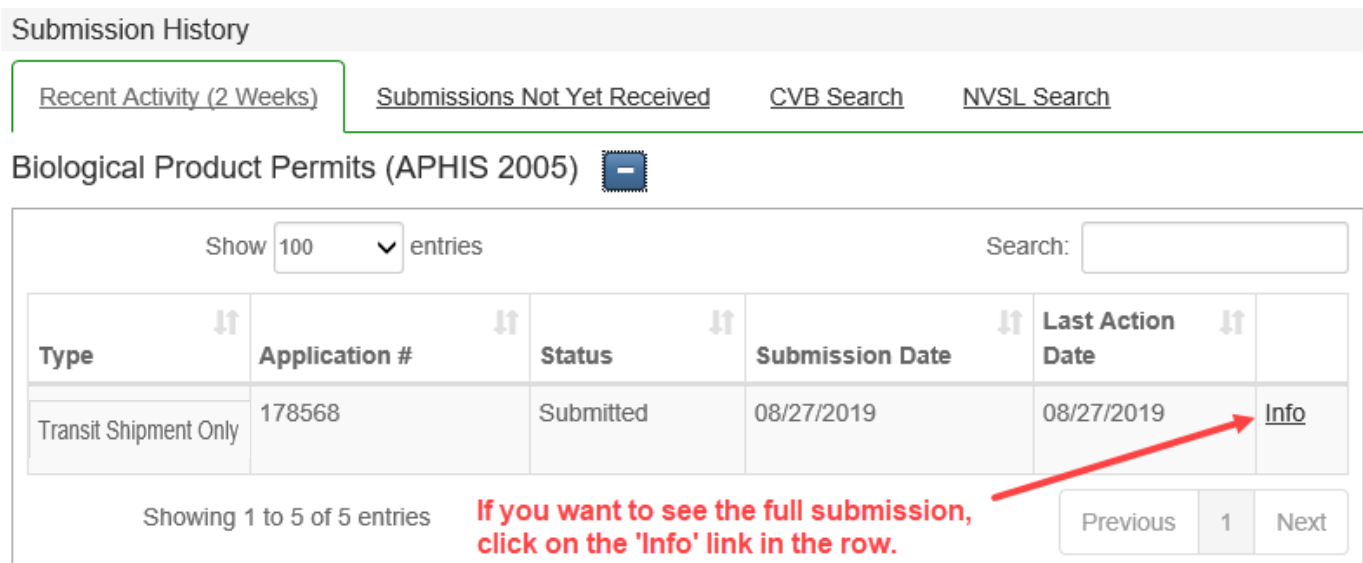 Submission History
Recent Activity (2 Weeks) Submissions Not Yet Received CVB Search NVSL Search
Biological Product Permits (APHIS 2005) -
Show 100 entries Search:
Type Application # Status Submission Date Last Action Date
Transit Shipment Only 178568 Submitted 08/27/2019 08/27/2019 Info
Showing 1 to 5 of 5 entries
If you want to see the full submission,
click on the 'Info' link in the row.
Previous 1 Next